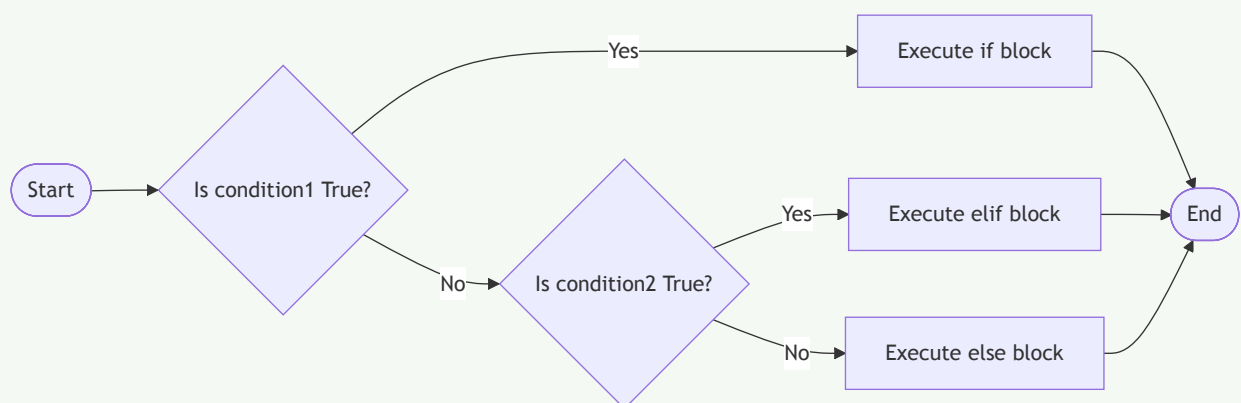 Start
Is condition1 True?
Yes
Execute if block
No
Is condition2 True?
Yes
Execute elif block
No
Execute else block
End